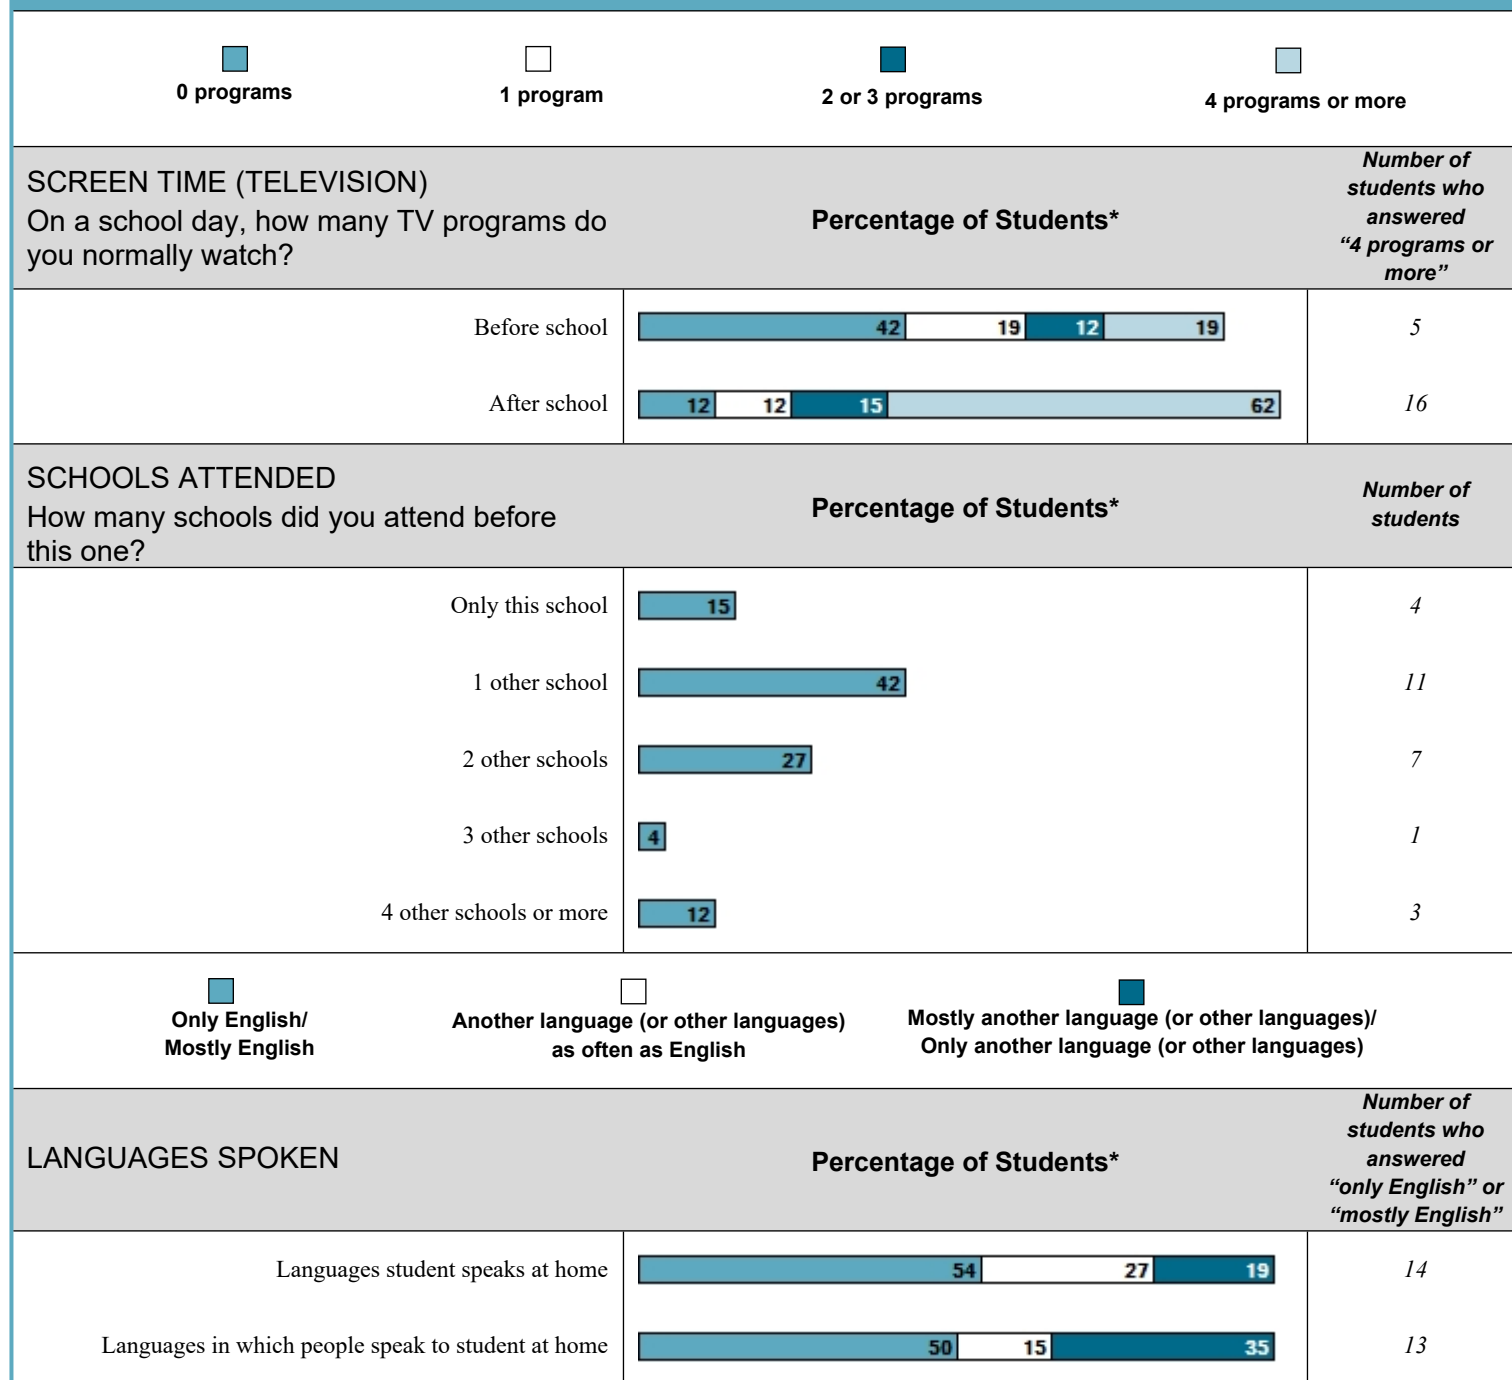 0 programs
1 program
2 or 3 programs
4 programs or more
SCREEN TIME (TELEVISION)
On a school day, how many TV programs do
you normally watch?
Percentage of Students*
Number of
students who
answered
“4 programs or
more”
Before school
42 19 12 19
5
After school
12 12 15 62
16
SCHOOLS ATTENDED
How many schools did you attend before
this one?
Percentage of Students*
Number of
students
Only this school
15
4
1 other school
42
11
2 other schools
27
7
3 other schools
4
1
4 other schools or more
12
3
Only English/
Mostly English
Another language (or other languages)
as often as English
Mostly another language (or other languages)/
Only another language (or other languages)
LANGUAGES SPOKEN
Percentage of Students*
Number of
students who
answered
“only English” or
“mostly English”
Languages student speaks at home
54 27 19
14
Languages in which people speak to student at home
50 15 35
13